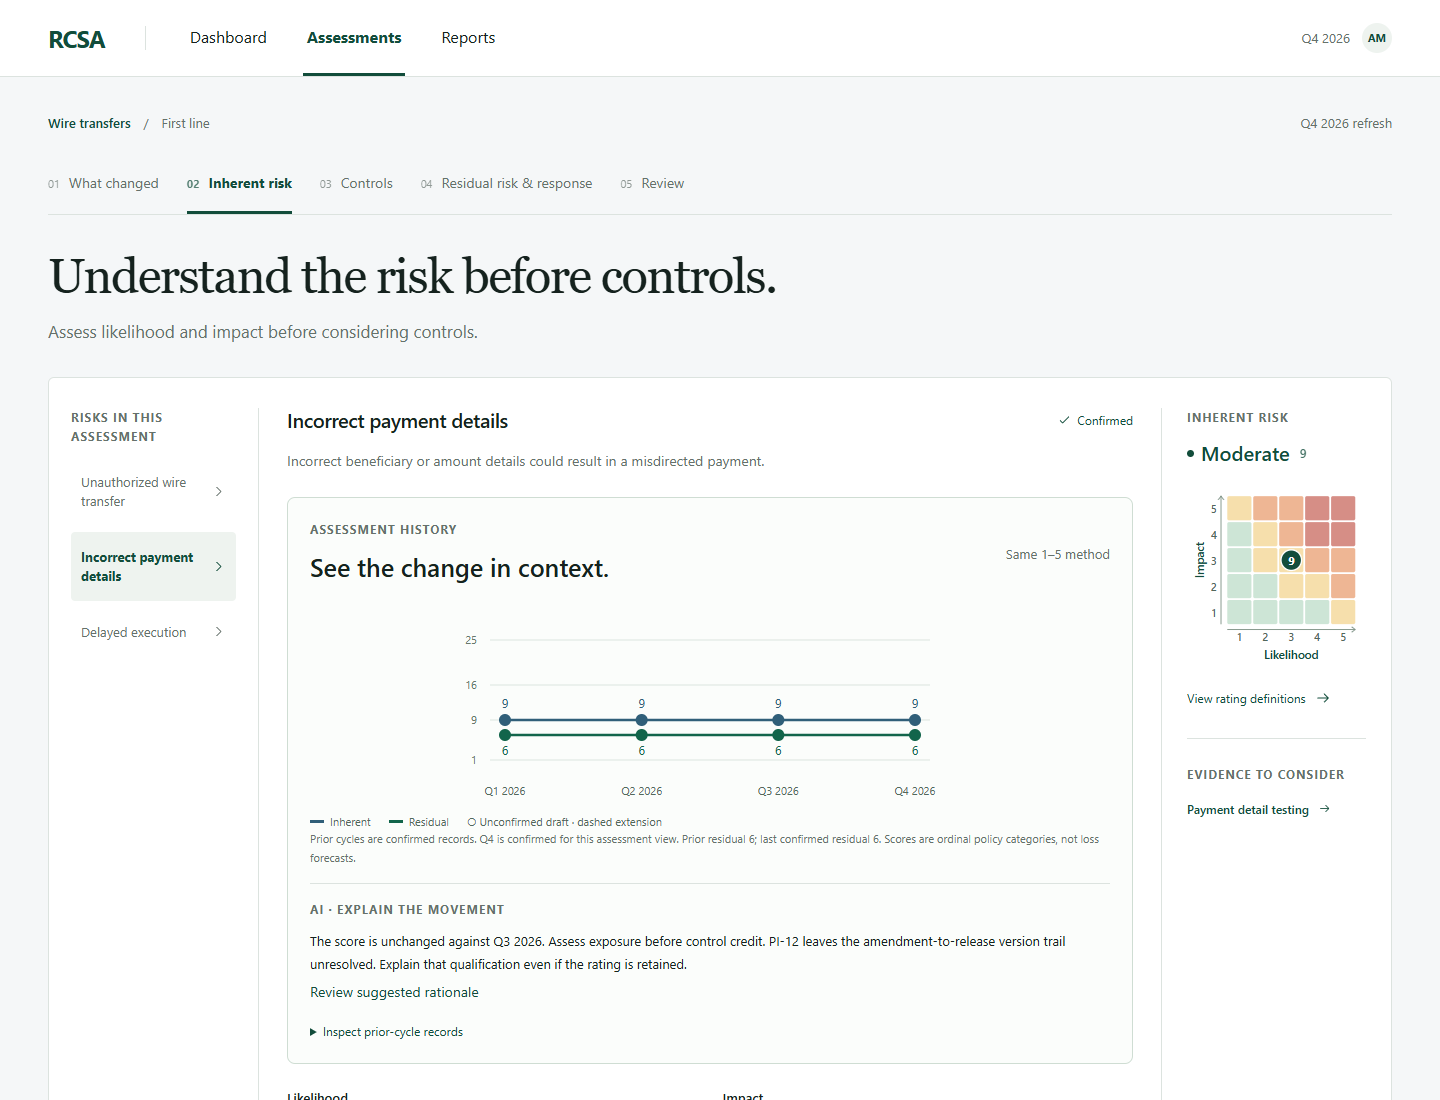 RCSA
Dashboard
Assessments
Reports
Q4 2026
AM
Wire transfers / First line
Q4 2026 refresh
01 What changed
02 Inherent risk
03 Controls
04 Residual risk & response
05 Review
Understand the risk before controls.
Assess likelihood and impact before considering controls.
RISKS IN THIS
ASSESSMENT
Unauthorized wire
transfer
Incorrect payment
details
Delayed execution
Incorrect payment details
Confirmed
Incorrect beneficiary or amount details could result in a misdirected payment.
ASSESSMENT HISTORY
See the change in context.
Same 1–5 method
25
16
9
1
9 9 9 9
6 6 6 6
Q1 2026 Q2 2026 Q3 2026 Q4 2026
Inherent Residual Unconfirmed draft · dashed extension
Prior cycles are confirmed records. Q4 is confirmed for this assessment view. Prior residual 6; last confirmed residual 6. Scores are ordinal policy categories, not loss
forecasts.
AI · EXPLAIN THE MOVEMENT
The score is unchanged against Q3 2026. Assess exposure before control credit. PI-12 leaves the amendment-to-release version trail
unresolved. Explain that qualification even if the rating is retained.
Review suggested rationale
Inspect prior-cycle records
Likelihood
Impact
INHERENT RISK
Moderate 9
Impact
5
4
3
2
1
9
1 2 3 4 5
Likelihood
View rating definitions
EVIDENCE TO CONSIDER
Payment detail testing